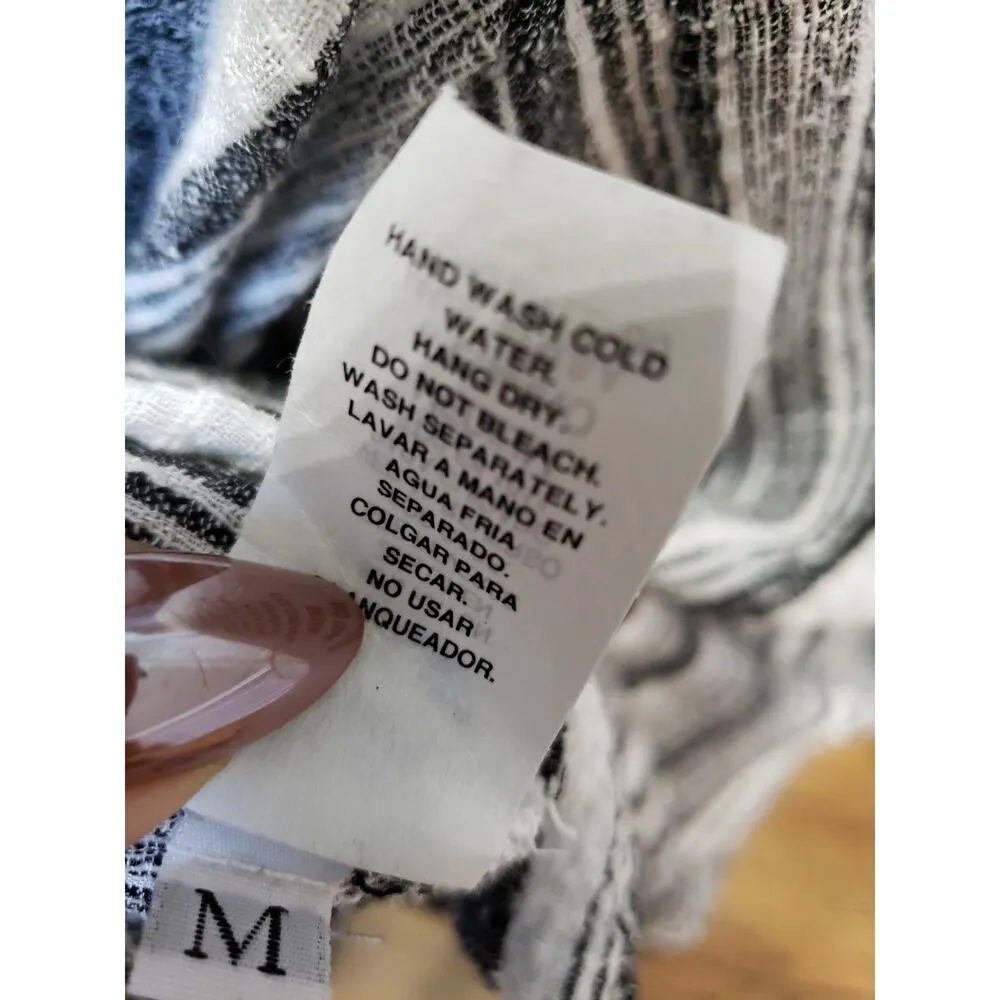 HAND WASH COLD
WATER.
HANG DRY.
DO NOT BLEACH.
WASH SEPARATELY.
LAVAR A MANO EN
AGUA FRIA
SEPARADO.
COLGAR PARA
SECAR.
NO USAR
ANQUEADOR.
M